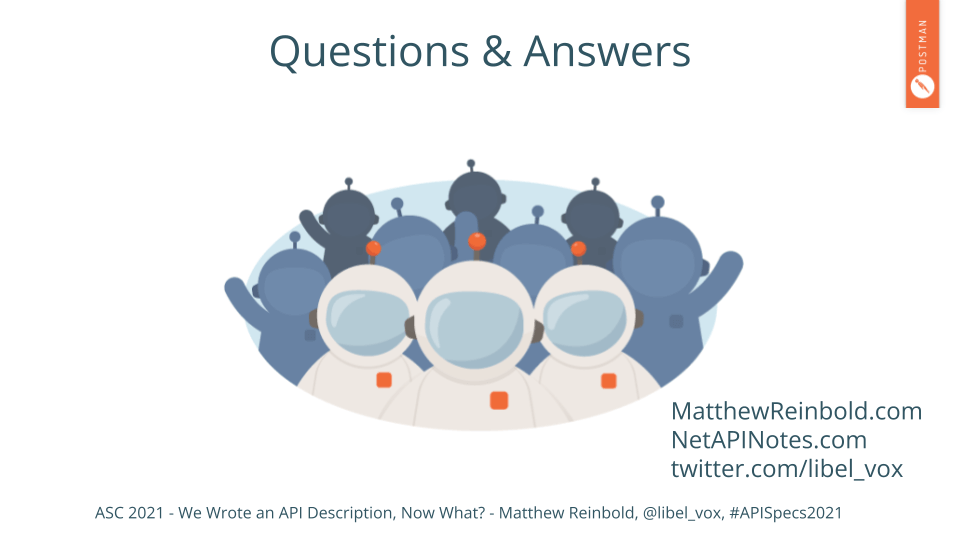 Questions & Answers
POSTMAN
MatthewReinbold.com
NetAPINotes.com
twitter.com/libel_vox
ASC 2021 - We Wrote an API Description, Now What? - Matthew Reinbold, @libel_vox, #APISpecs2021